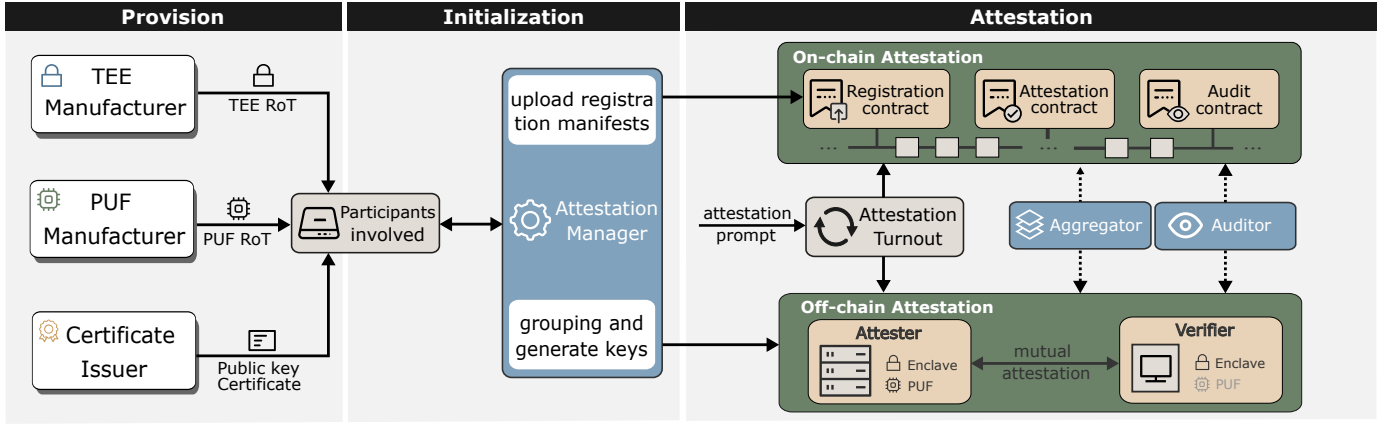 Provision
Initialization
Attestation
TEE
Manufacturer
TEE RoT
PUF
Manufacturer
PUF RoT
Certificate
Issuer
Public key
Certificate
Participants
involved
upload registra
tion manifests
Attestation
Manager
grouping and
generate keys
On-chain Attestation
Registration
contract
Attestation
contract
Audit
contract
...
...
...
attestation
prompt
Attestation
Turnout
Aggregator
Auditor
Off-chain Attestation
Attester
Enclave
PUF
mutual
attestation
Verifier
Enclave
PUF